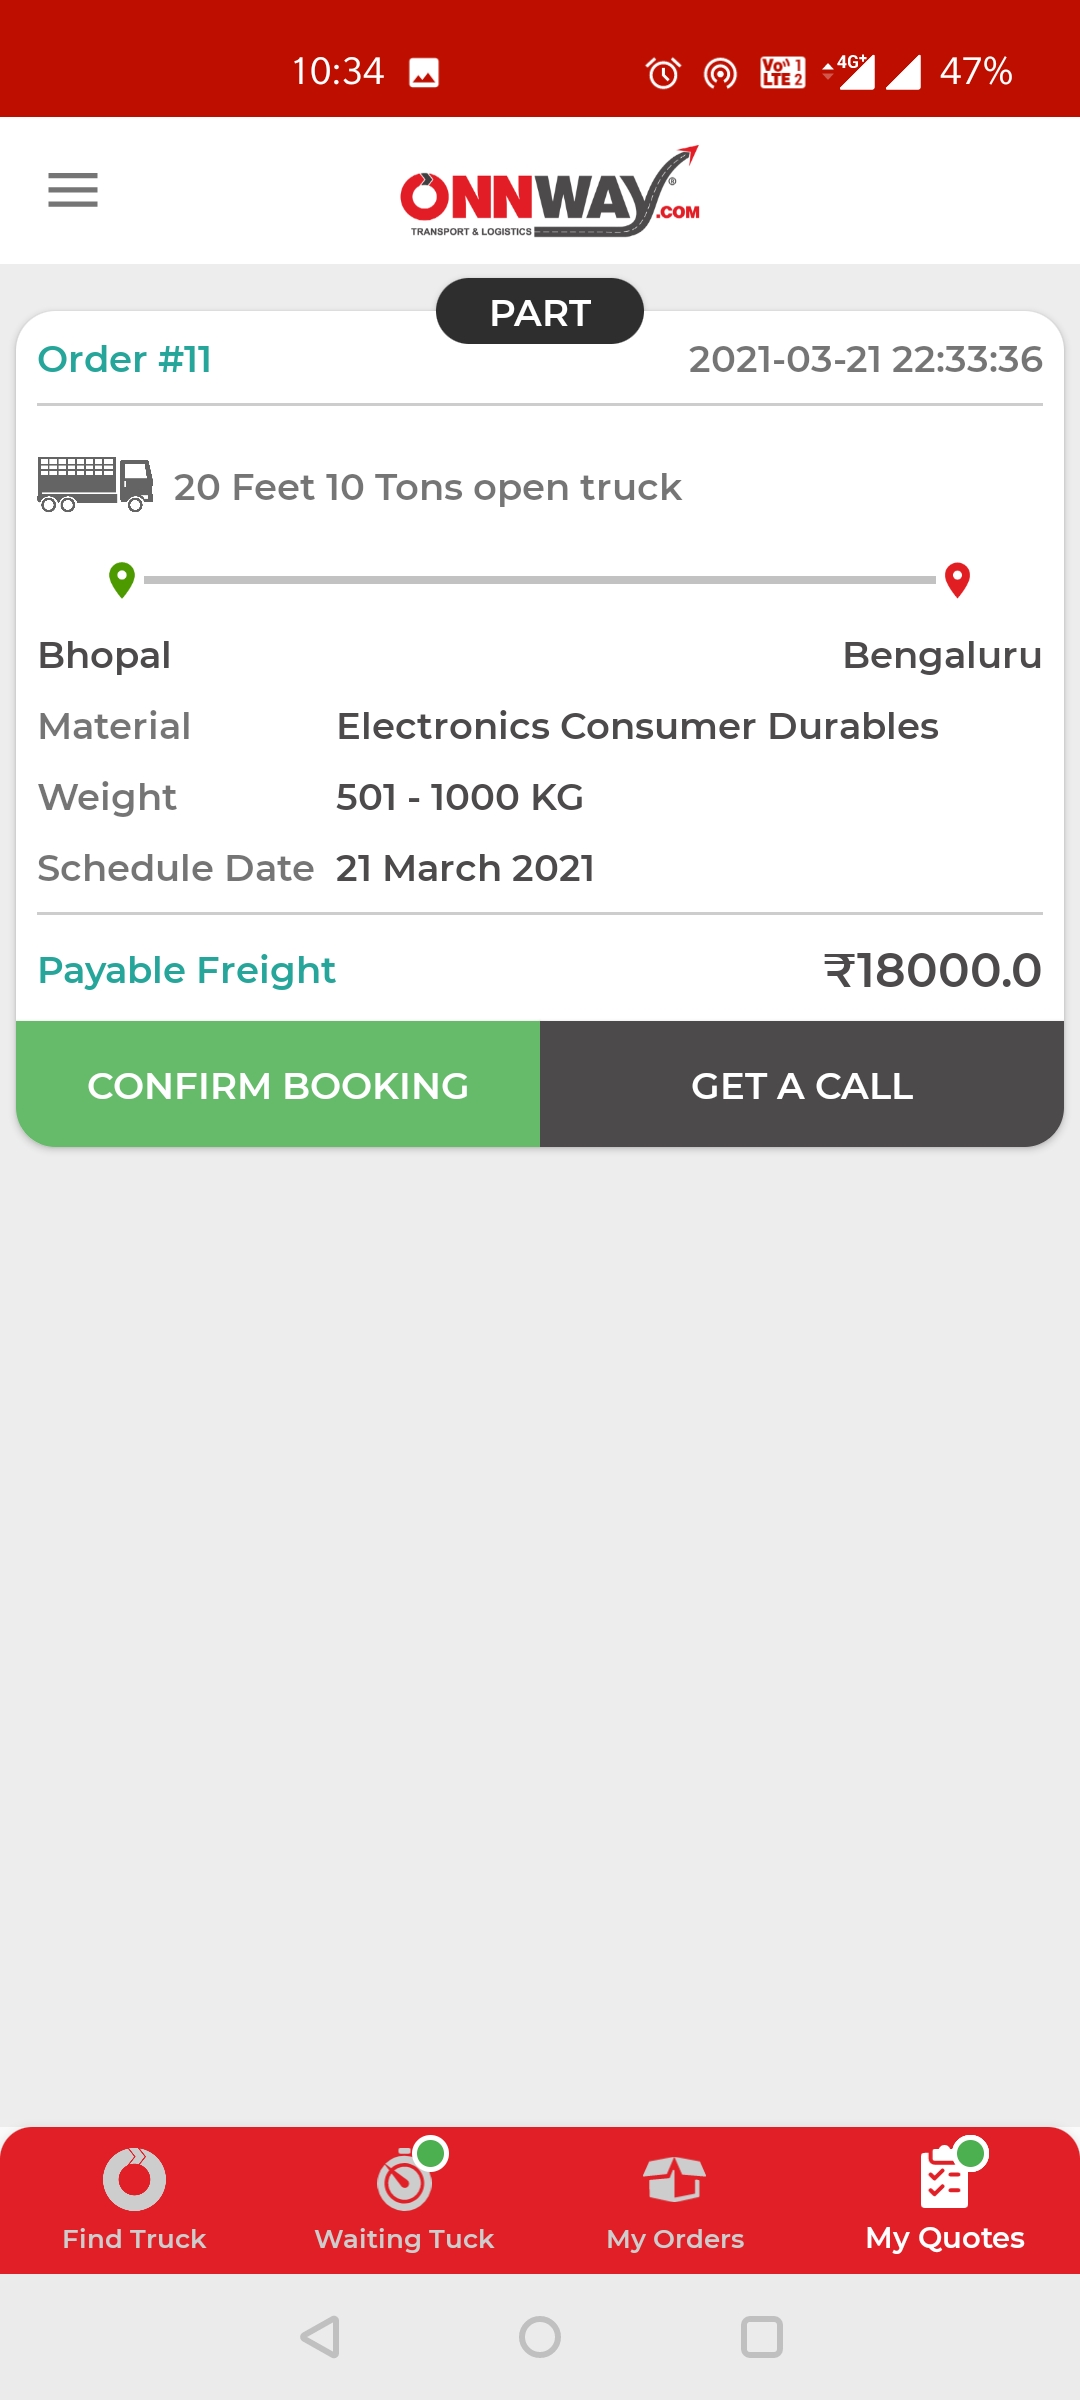 10:34 Vo)) 1 LTE 2 4G+ 47%
ONNWAY®.COM
TRANSPORT & LOGISTICS
PART
Order #11 2021-03-21 22:33:36
20 Feet 10 Tons open truck
Bhopal Bengaluru
Material Electronics Consumer Durables
Weight 501 - 1000 KG
Schedule Date 21 March 2021
Payable Freight ₹18000.0
CONFIRM BOOKING GET A CALL
Find Truck Waiting Tuck My Orders My Quotes